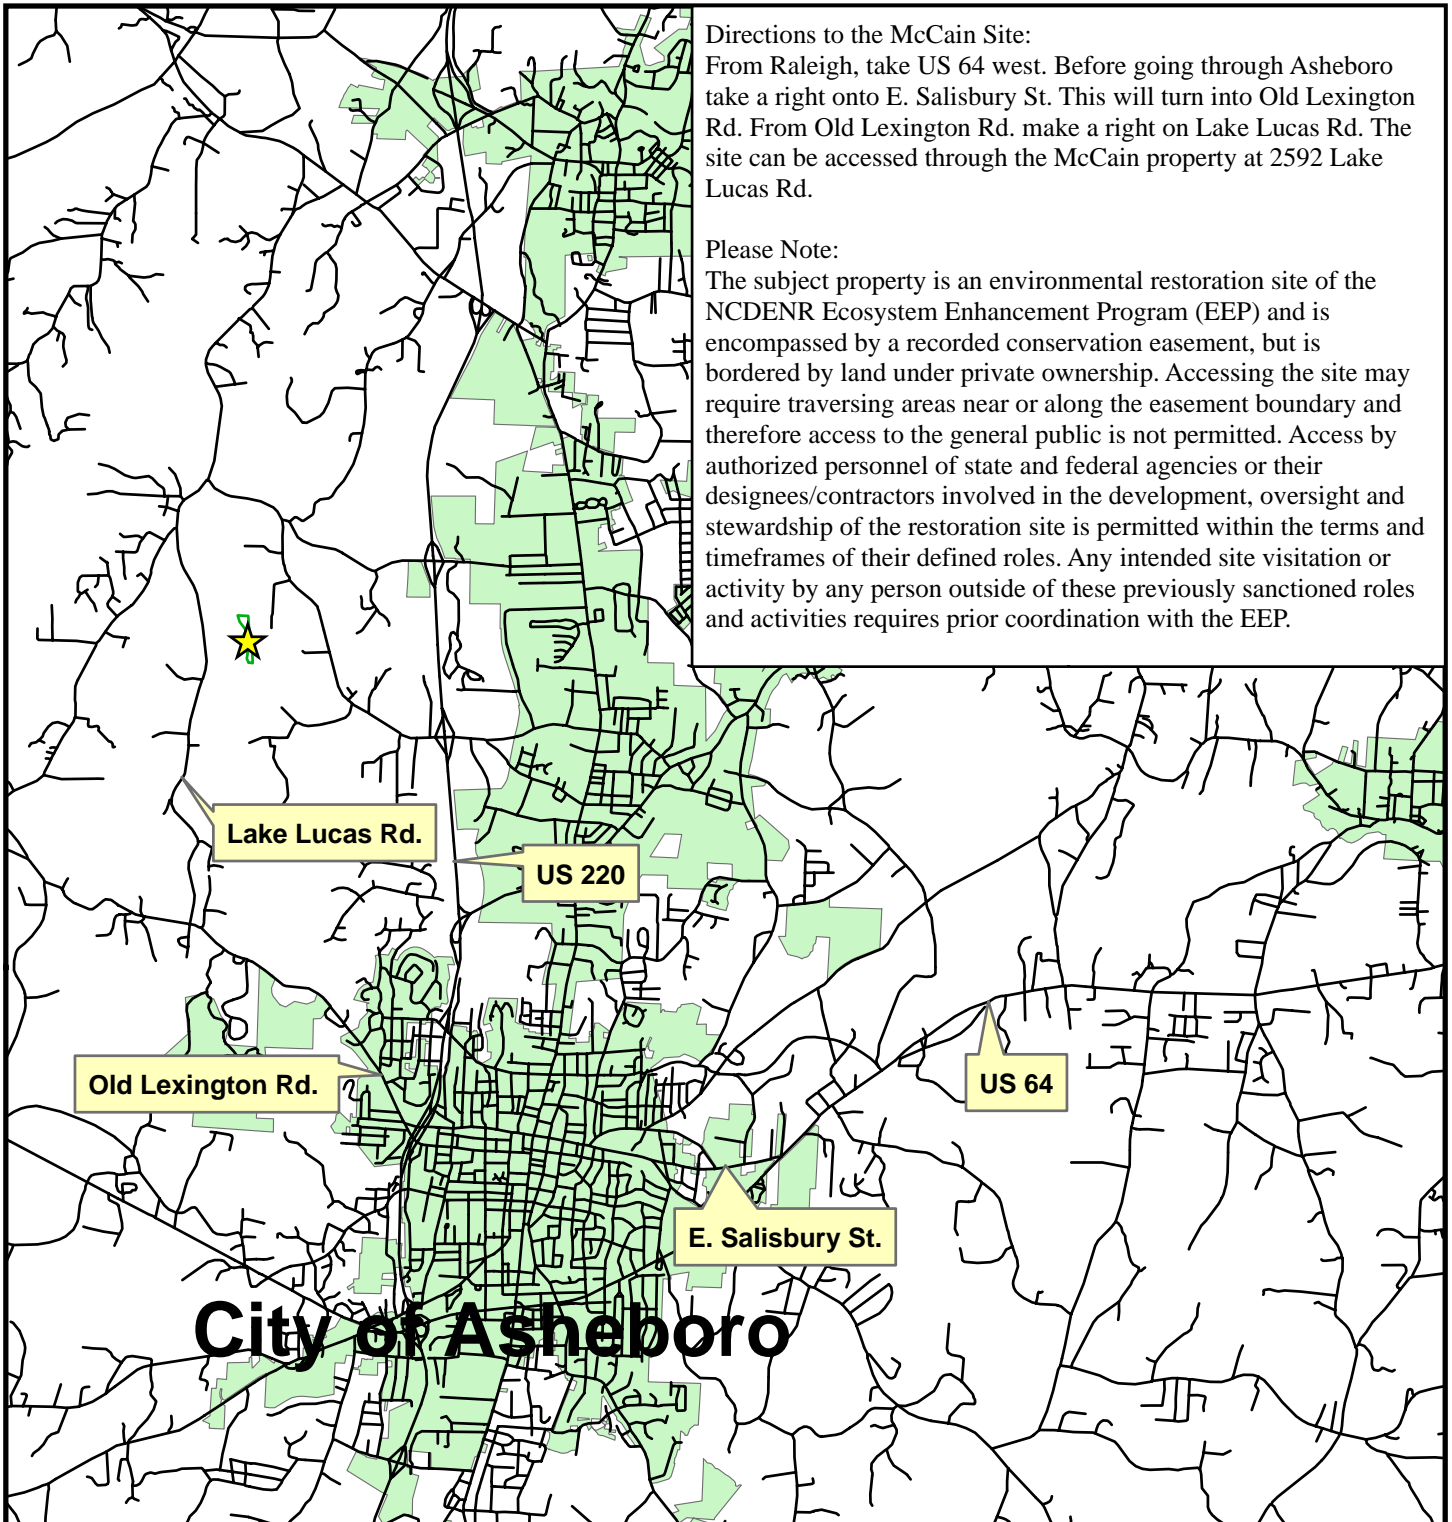 Directions to the McCain Site:
From Raleigh, take US 64 west. Before going through Asheboro
take a right onto E. Salisbury St. This will turn into Old Lexington
Rd. From Old Lexington Rd. make a right on Lake Lucas Rd. The
site can be accessed through the McCain property at 2592 Lake
Lucas Rd.
Please Note:
The subject property is an environmental restoration site of the
NCDENR Ecosystem Enhancement Program (EEP) and is
encompassed by a recorded conservation easement, but is
bordered by land under private ownership. Accessing the site may
require traversing areas near or along the easement boundary and
therefore access to the general public is not permitted. Access by
authorized personnel of state and federal agencies or their
designees/contractors involved in the development, oversight and
stewardship of the restoration site is permitted within the terms and
timeframes of their defined roles. Any intended site visitation or
activity by any person outside of these previously sanctioned roles
and activities requires prior coordination with the EEP.
Lake Lucas Rd.
US 220
Old Lexington Rd.
US 64
E. Salisbury St.
City of Asheboro